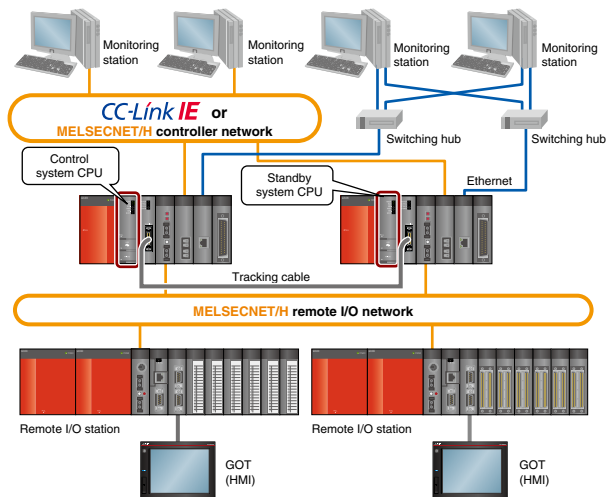 Monitoring
station
Monitoring
station
Monitoring
station
Monitoring
station
CC-Link IE or
MELSECNET/H controller network
Switching hub
Switching hub
Control
system CPU
Standby
system CPU
Ethernet
Tracking cable
MELSECNET/H remote I/O network
Remote I/O station
Remote I/O station
GOT
(HMI)
GOT
(HMI)